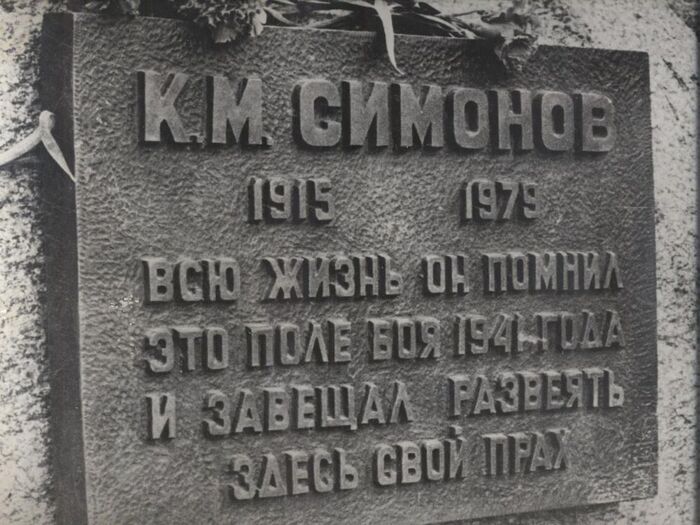 К.М. СИМОНОВ
1915 1979
ВСЮ ЖИЗНЬ ОН ПОМНИЛ
ЭТО ПОЛЕ БОЯ 1941 ГОДА
И ЗАВЕЩАЛ РАЗВЕЯТЬ
ЗДЕСЬ СВОЙ ПРАХ